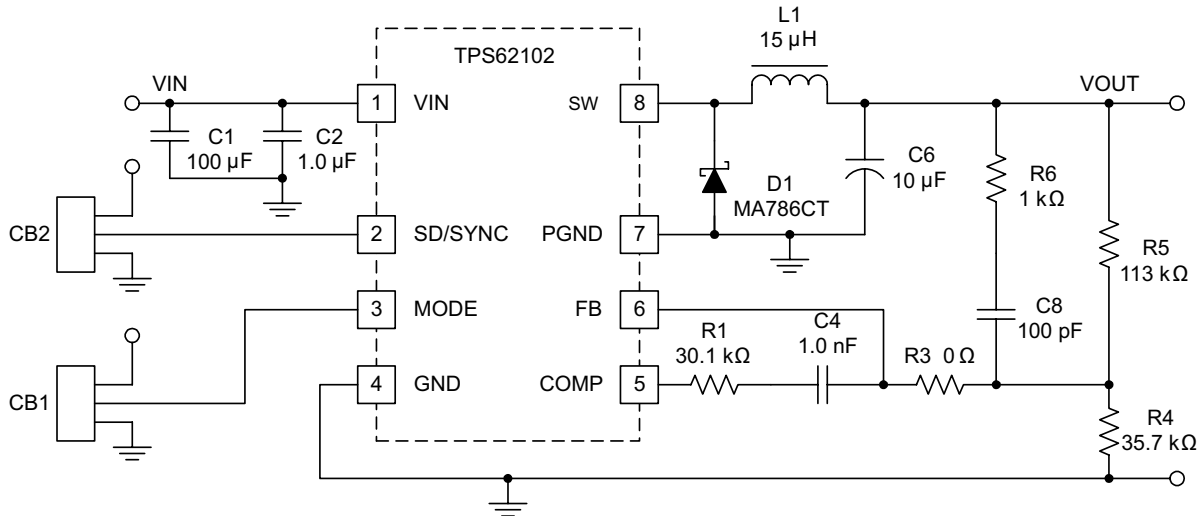 L1
15 µH
TPS62102
VIN
VOUT
1
VIN
SW
8
C1
100 µF
C2
1.0 µF
C6
10 µF
R6
1 kΩ
D1
MA786CT
CB2
2
SD/SYNC
PGND
7
R5
113 kΩ
3
MODE
FB
6
C8
100 pF
R1
30.1 kΩ
C4
1.0 nF
R3 0 Ω
CB1
4
GND
COMP
5
R4
35.7 kΩ